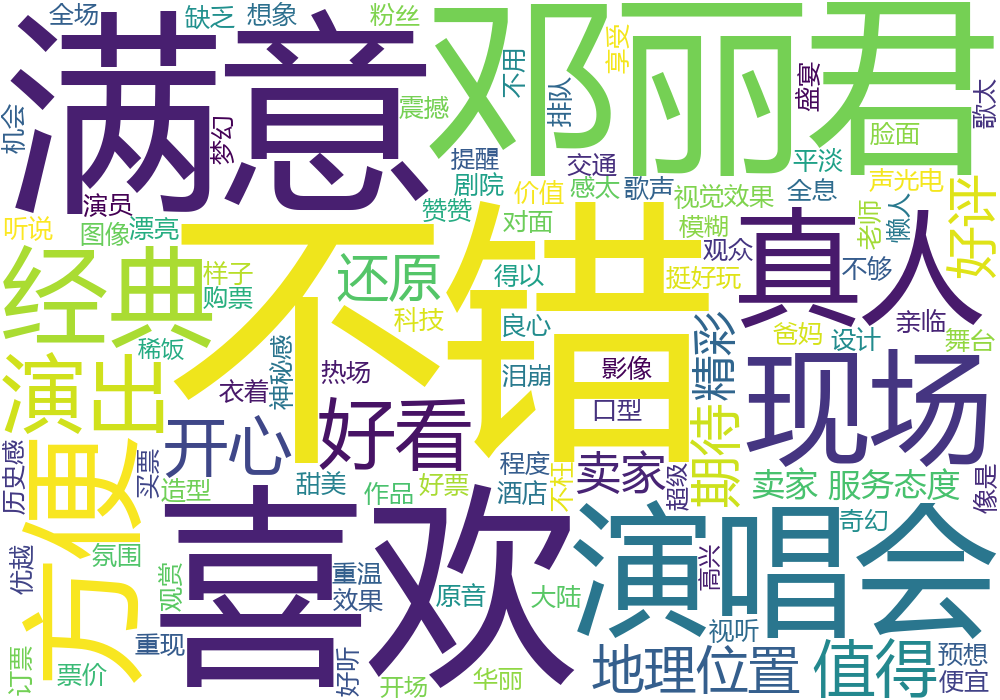 全场
缺乏
想象
粉丝
满意
邓丽君
不用
享受
盛宴
歌太
机会
梦幻
震撼
排队
脸面
提醒
交通
平淡
剧院
价值
感太
歌声
视觉效果
全息
声光电
演员
赞赞
对面
模糊
老师
懒人
好评
听说
图像
漂亮
不错
真人
观众
不够
经典
样子
还原
得以
挺好玩
购票
科技
良心
精彩
爸妈
设计
亲临
舞台
稀饭
神秘感
热场
泪崩
影像
演出
衣着
口型
现场
开心
好看
期待
历史感
方便
买票
造型
甜美
作品
好票
程度
酒店
不枉
卖家
超级
卖家 服务态度
像是
奇幻
优越
氛围
观赏
喜欢
演唱会
高兴
重温
效果
原音
大陆
视听
重现
好听
订票
票价
开场
华丽
地理位置
值得
预想
便宜